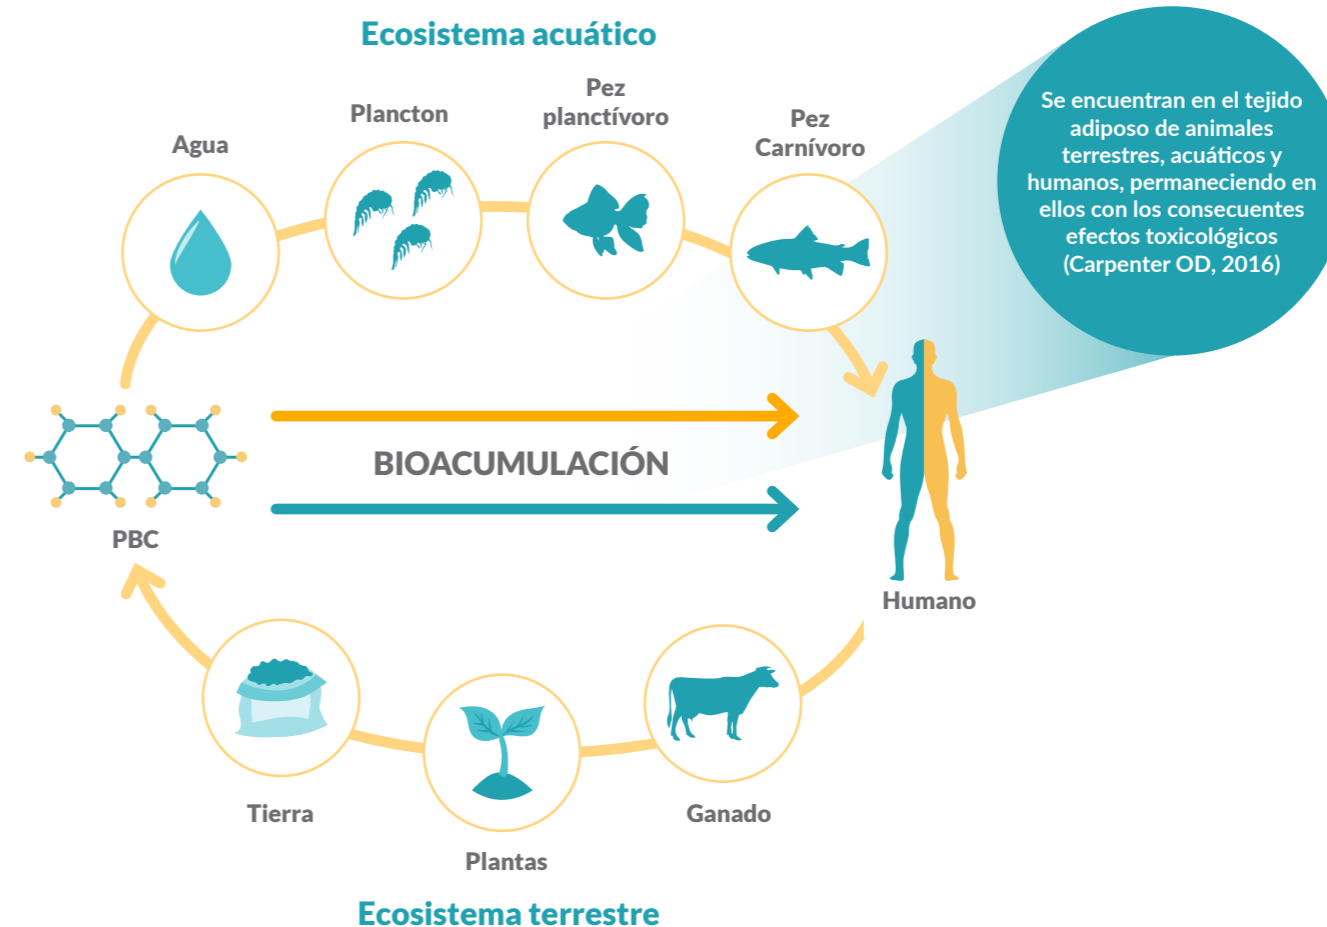 Ecosistema acuático
Agua
Plancton
Pez
planctívoro
Pez
Carnívoro
Se encuentran en el tejido
adiposo de animales
terrestres, acuáticos y
humanos, permaneciendo en
ellos con los consecuentes
efectos toxicológicos
(Carpenter OD, 2016)
BIOACUMULACIÓN
PBC
Humano
Tierra
Plantas
Ganado
Ecosistema terrestre